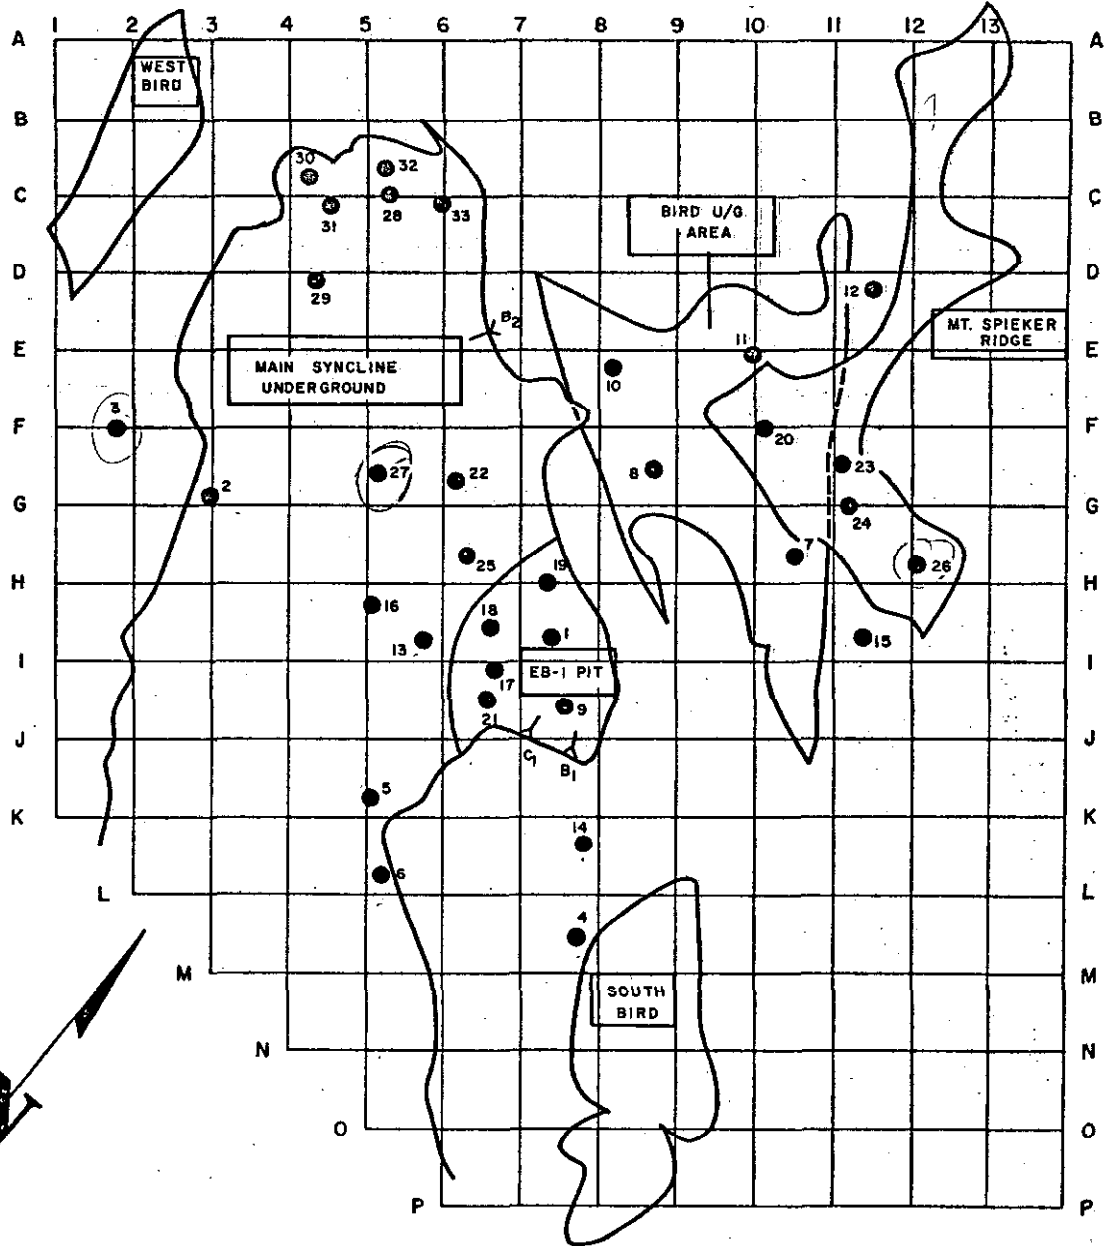 1 2 3 4 5 6 7 8 9 10 11 12 13
A A
WEST
BIRD
B B
30 32
C 31 28 33 C
BIRD U/G.
AREA
D D
29 12
B2
MT. SPIEKER
RIDGE
E 11 E
MAIN SYNCLINE
UNDERGROUND
10
3
F F
20
27 22 8 23
2
G G
24
7
25 19 26
H H
16 18
13 1 15
I I
EB-1 PIT
17
21 9
J J
C1 B1
5
K K
14
6
L L
4
M M
SOUTH
BIRD
N N
O O
P P